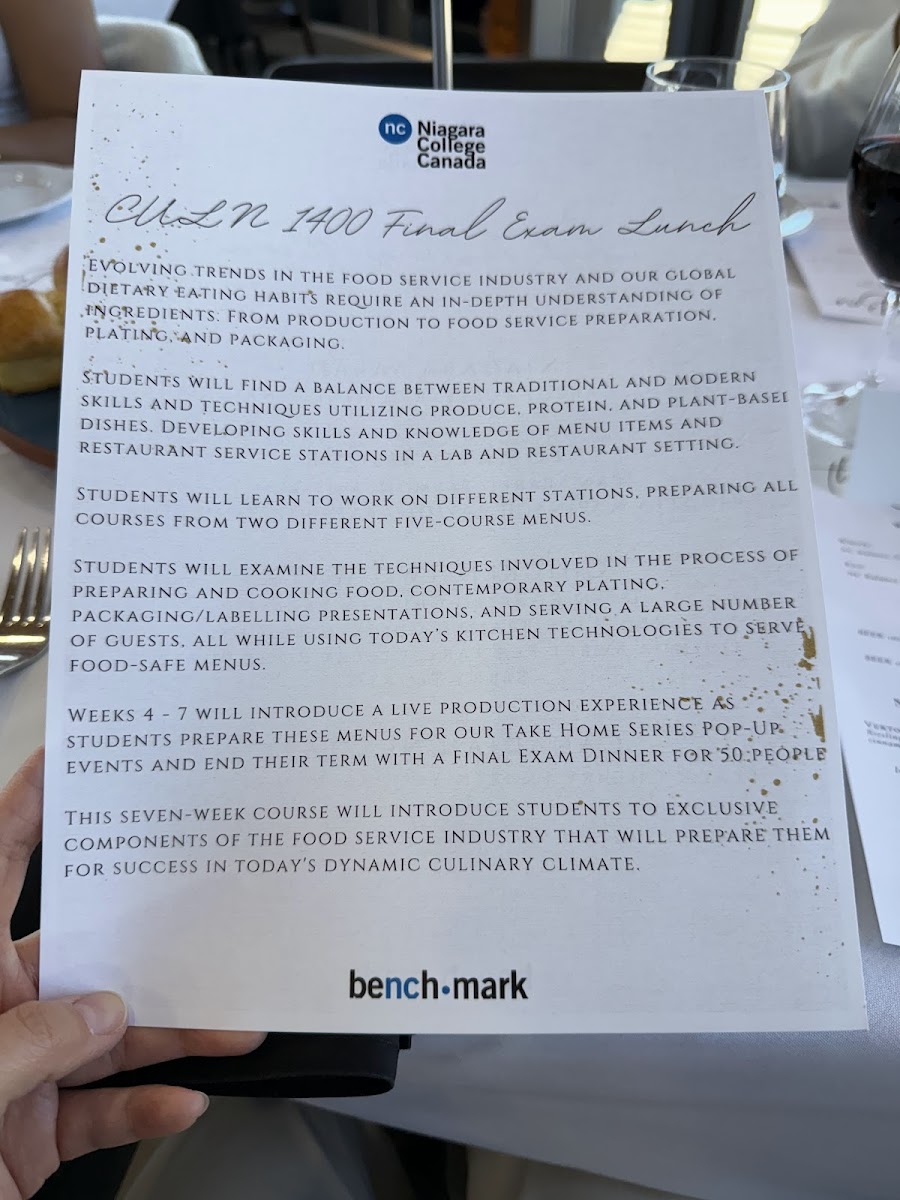 nc Niagara
College
Canada
CULN 1400 Final Exam Lunch
EVOLVING TRENDS IN THE FOOD SERVICE INDUSTRY AND OUR GLOBAL
DIETARY EATING HABITS REQUIRE AN IN-DEPTH UNDERSTANDING OF
INGREDIENTS. FROM PRODUCTION TO FOOD SERVICE PREPARATION,
PLATING, AND PACKAGING.
STUDENTS WILL FIND A BALANCE BETWEEN TRADITIONAL AND MODERN
SKILLS AND TECHNIQUES UTILIZING PRODUCE, PROTEIN, AND PLANT-BASED
DISHES. DEVELOPING SKILLS AND KNOWLEDGE OF MENU ITEMS AND
RESTAURANT SERVICE STATIONS IN A LAB AND RESTAURANT SETTING.
STUDENTS WILL LEARN TO WORK ON DIFFERENT STATIONS, PREPARING ALL
COURSES FROM TWO DIFFERENT FIVE-COURSE MENUS.
STUDENTS WILL EXAMINE THE TECHNIQUES INVOLVED IN THE PROCESS OF
PREPARING AND COOKING FOOD, CONTEMPORARY PLATING,
PACKAGING/LABELLING PRESENTATIONS, AND SERVING A LARGE NUMBER
OF GUESTS, ALL WHILE USING TODAY'S KITCHEN TECHNOLOGIES TO SERVE
FOOD-SAFE MENUS.
WEEKS 4 - 7 WILL INTRODUCE A LIVE PRODUCTION EXPERIENCE AS
STUDENTS PREPARE THESE MENUS FOR OUR TAKE HOME SERIES POP-UP
EVENTS AND END THEIR TERM WITH A FINAL EXAM DINNER FOR 50 PEOPLE
THIS SEVEN-WEEK COURSE WILL INTRODUCE STUDENTS TO EXCLUSIVE
COMPONENTS OF THE FOOD SERVICE INDUSTRY THAT WILL PREPARE THEM
FOR SUCCESS IN TODAY'S DYNAMIC CULINARY CLIMATE.
bench•mark